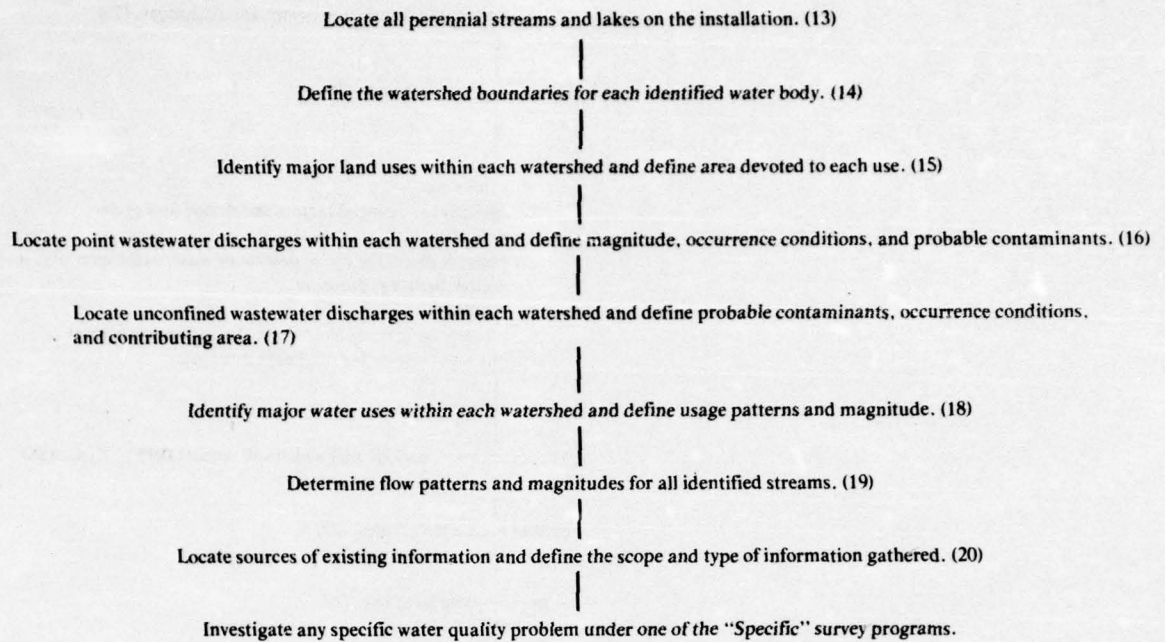 Locate all perennial streams and lakes on the installation. (13)
Define the watershed boundaries for each identified water body. (14)
Identify major land uses within each watershed and define area devoted to each use. (15)
Locate point wastewater discharges within each watershed and define magnitude, occurrence conditions, and probable contaminants. (16)
Locate unconfined wastewater discharges within each watershed and define probable contaminants, occurrence conditions,
and contributing area. (17)
Identify major water uses within each watershed and define usage patterns and magnitude. (18)
Determine flow patterns and magnitudes for all identified streams. (19)
Locate sources of existing information and define the scope and type of information gathered. (20)
Investigate any specific water quality problem under one of the “Specific” survey programs.